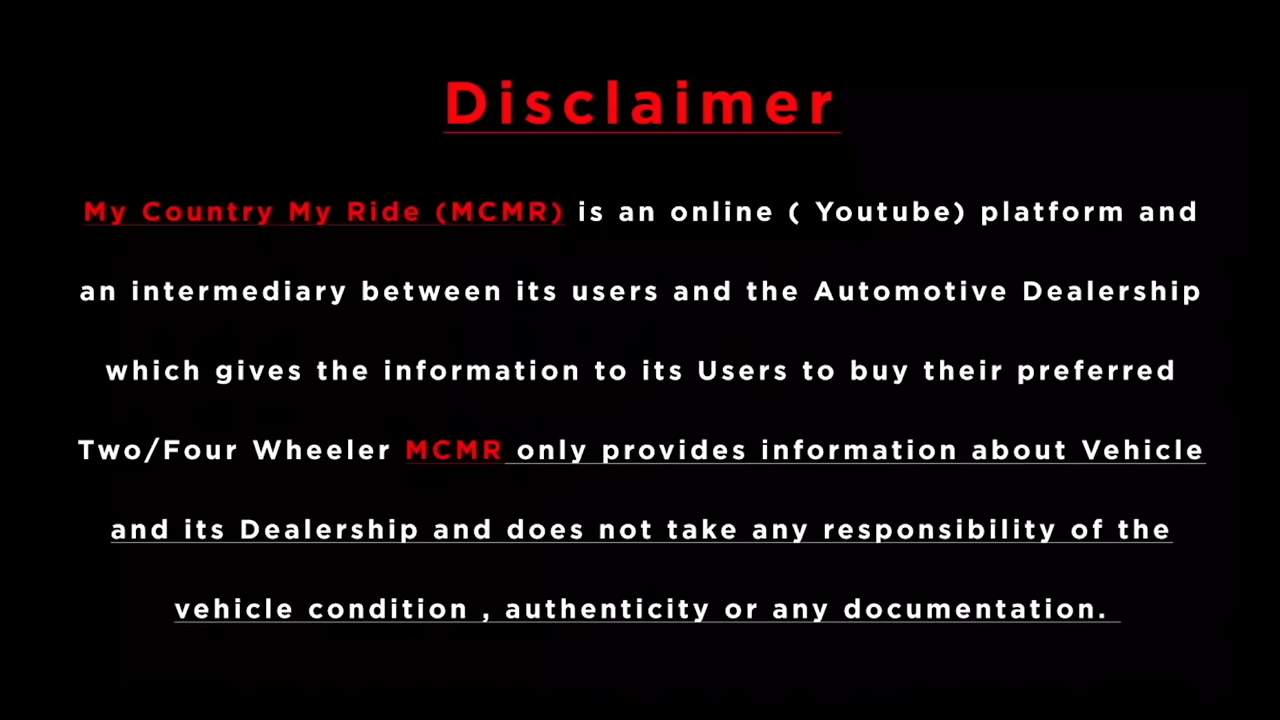 Disclaimer
My Country My Ride (MCMR) is an online ( Youtube) platform and
an intermediary between its users and the Automotive Dealership
which gives the information to its Users to buy their preferred
Two/Four Wheeler MCMR only provides information about Vehicle
and its Dealership and does not take any responsibility of the
vehicle condition , authenticity or any documentation.